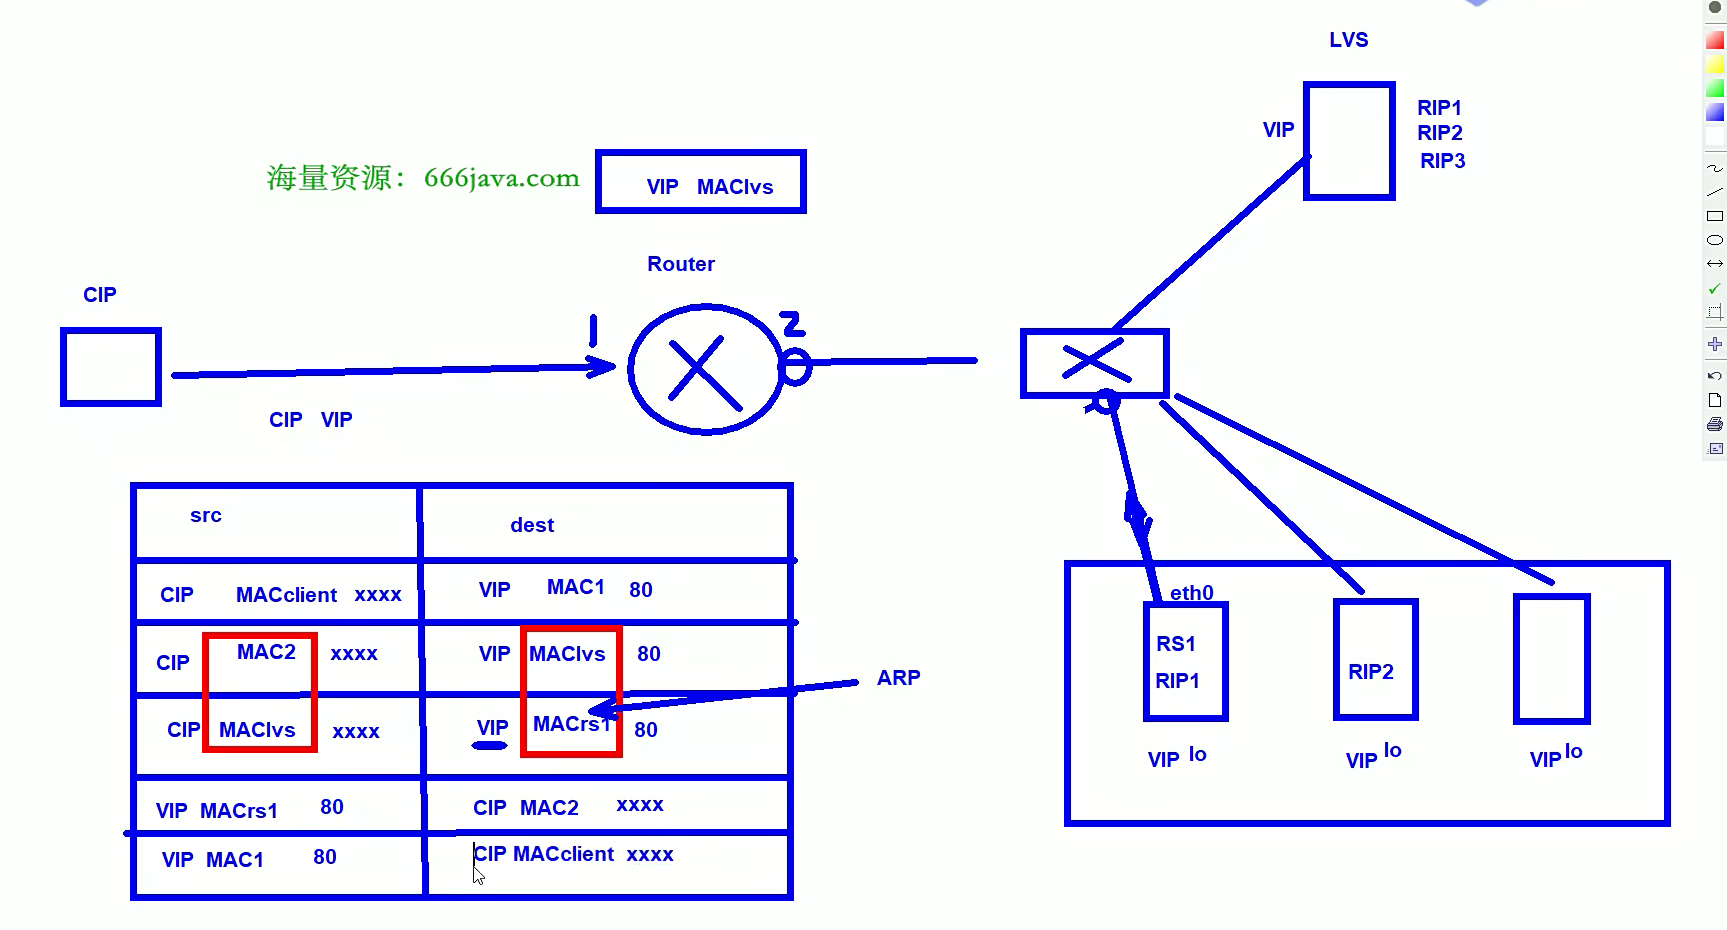 LVS
VIP
RIP1
RIP2
RIP3
海量资源：666java.com
VIP MAClvs
Router
CIP
1
2
CIP VIP
src dest
CIP MACclient xxxx VIP MAC1 80
CIP MAC2 xxxx VIP MAClvs 80
CIP MAClvs xxxx VIP MACrs1 80
ARP
VIP MACrs1 80 CIP MAC2 xxxx
VIP MAC1 80 CIP MACclient xxxx
eth0
RS1
RIP1
RIP2
VIP lo
VIP lo
VIP lo